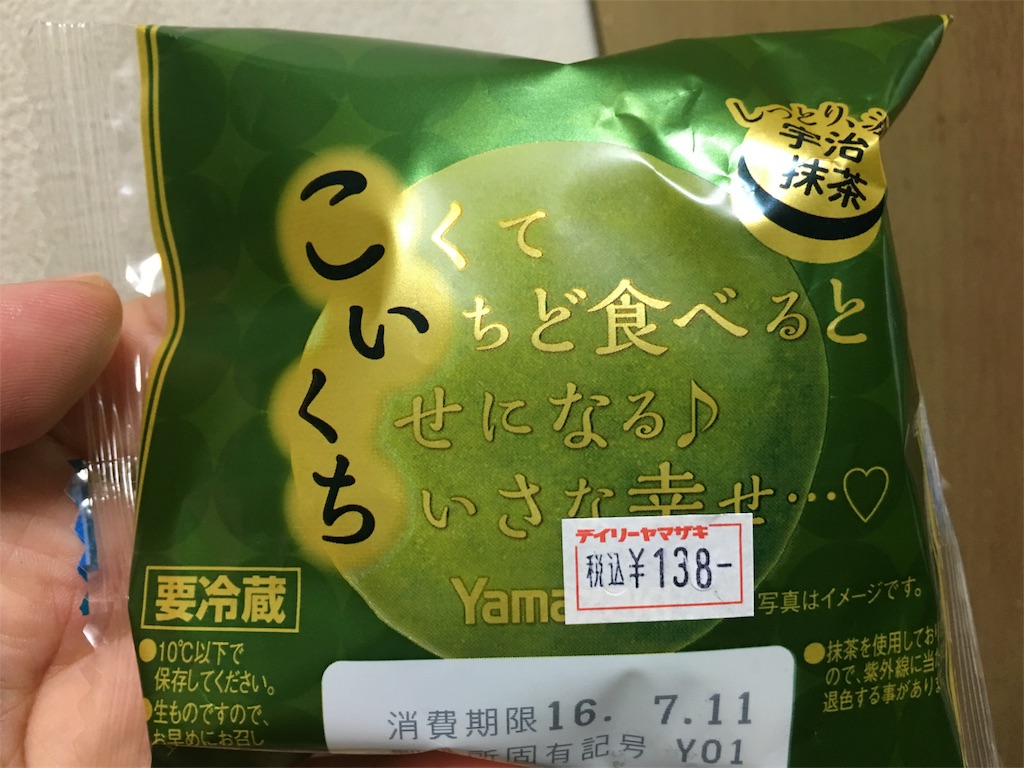 しっとり、
宇治
抹茶
こくて
いちど食べると
くせになる♪
ちいさな幸せ…♡
デイリーヤマザキ
税込¥138-
Yama
写真はイメージです。
要冷蔵
●10℃以下で
保存してください。
●生ものですので、
お早めにお召し
●抹茶を使用してお
ので、紫外線に当
退色する事があり
消費期限16. 7.11
所固有記号 Y01